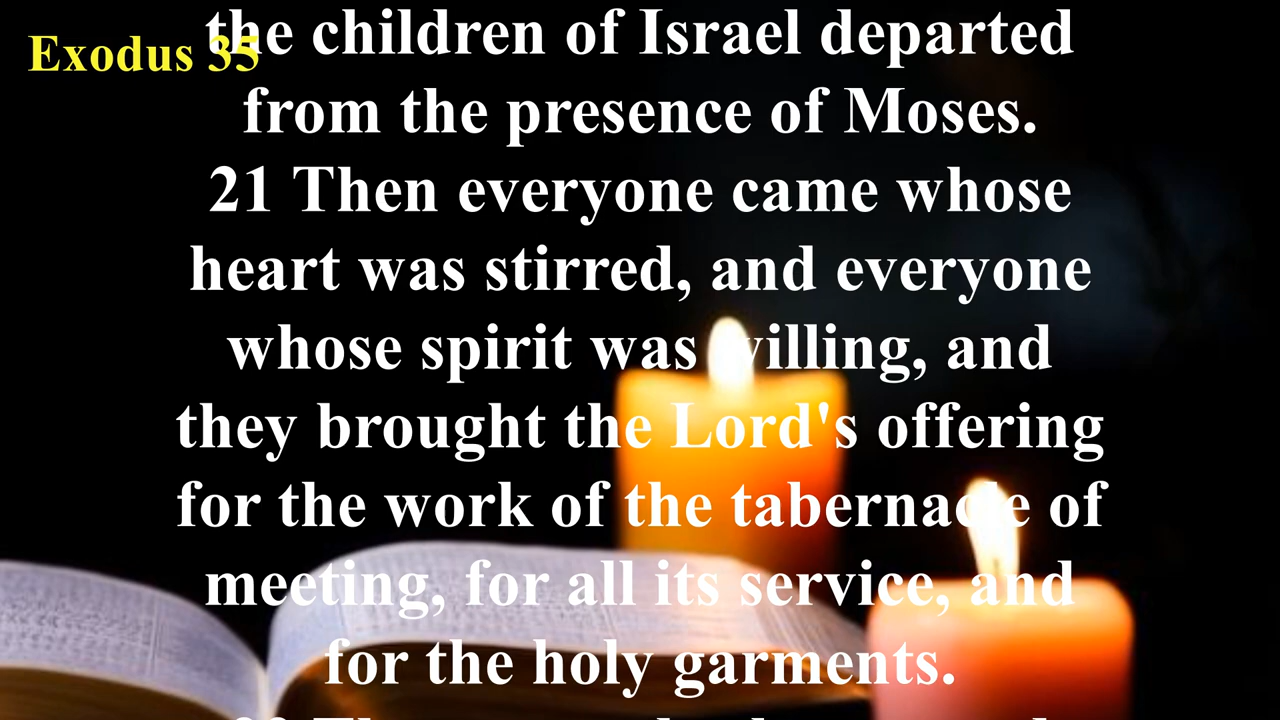 Exodus 35
the children of Israel departed
from the presence of Moses.
21 Then everyone came whose
heart was stirred, and everyone
whose spirit was willing, and
they brought the Lord's offering
for the work of the tabernacle of
meeting, for all its service, and
for the holy garments.